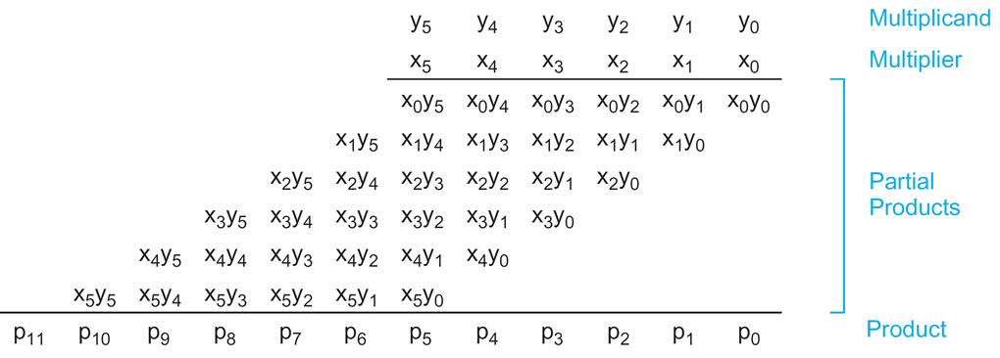 y₅ y₄ y₃ y₂ y₁ y₀ Multiplicand
x₅ x₄ x₃ x₂ x₁ x₀ Multiplier
x₀y₅ x₀y₄ x₀y₃ x₀y₂ x₀y₁ x₀y₀
x₁y₅ x₁y₄ x₁y₃ x₁y₂ x₁y₁ x₁y₀
x₂y₅ x₂y₄ x₂y₃ x₂y₂ x₂y₁ x₂y₀ Partial
Products
x₃y₅ x₃y₄ x₃y₃ x₃y₂ x₃y₁ x₃y₀
x₄y₅ x₄y₄ x₄y₃ x₄y₂ x₄y₁ x₄y₀
x₅y₅ x₅y₄ x₅y₃ x₅y₂ x₅y₁ x₅y₀
p₁₁ p₁₀ p₉ p₈ p₇ p₆ p₅ p₄ p₃ p₂ p₁ p₀ Product